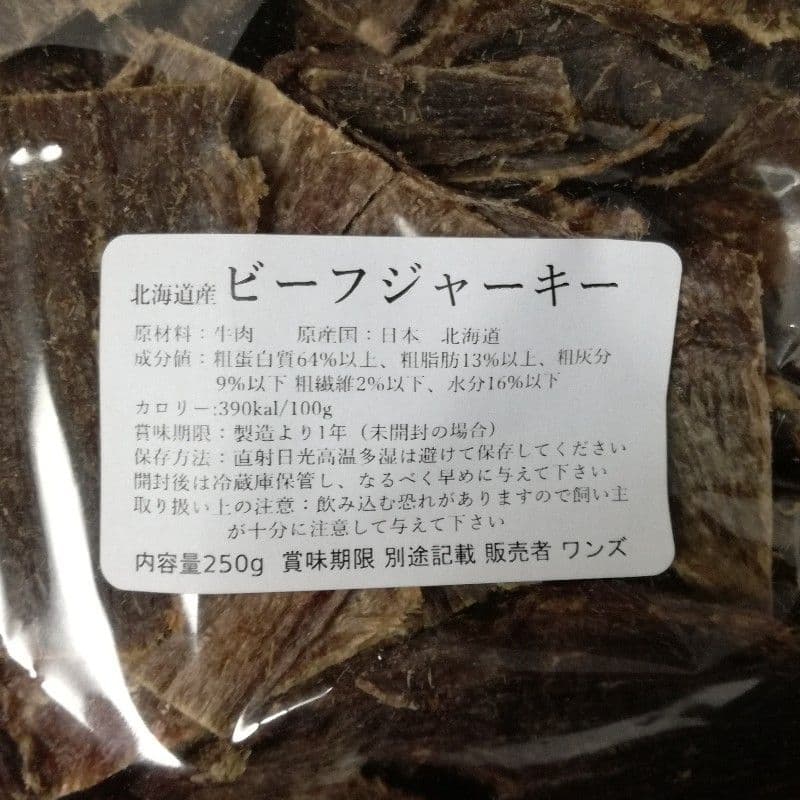 北海道産 ビーフジャーキー
原材料：牛肉　原産国：日本　北海道
成分値：粗蛋白質64%以上、粗脂肪13%以上、粗灰分
9%以下 粗繊維2%以下、水分16%以下
カロリー:390kal/100g
賞味期限：製造より1年（未開封の場合）
保存方法：直射日光高温多湿は避けて保存してください
開封後は冷蔵庫保管し、なるべく早めに与えて下さい
取り扱い上の注意：飲み込む恐れがありますので飼い主
が十分に注意して与えて下さい
内容量250g 賞味期限 別途記載 販売者 ワンズ